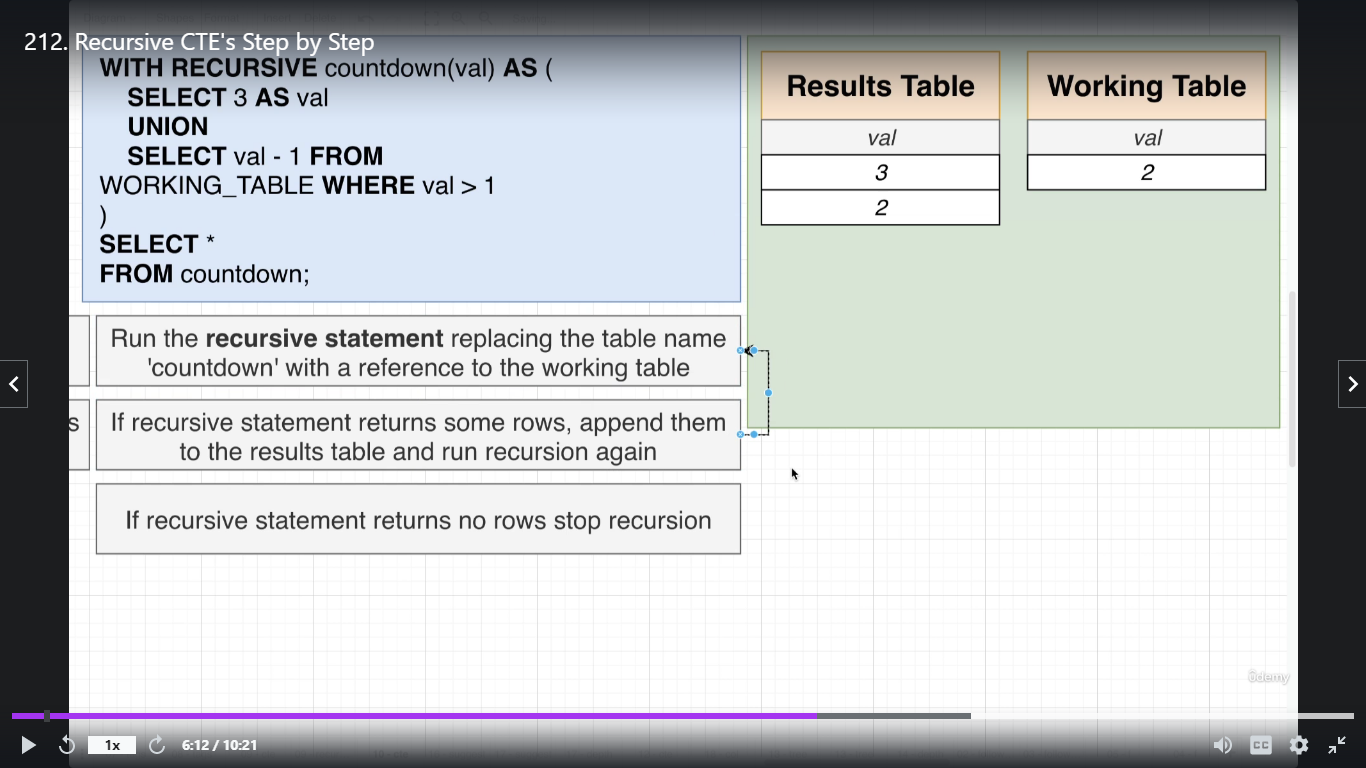 212. Recursive CTE's Step by Step
WITH RECURSIVE countdown(val) AS (
SELECT 3 AS val
UNION
SELECT val - 1 FROM
WORKING_TABLE WHERE val > 1
)
SELECT *
FROM countdown;
Results Table
val
3
2
Working Table
val
2
Run the recursive statement replacing the table name
'countdown' with a reference to the working table
s
If recursive statement returns some rows, append them
to the results table and run recursion again
If recursive statement returns no rows stop recursion
ûdemy
1x
6:12 / 10:21
CC